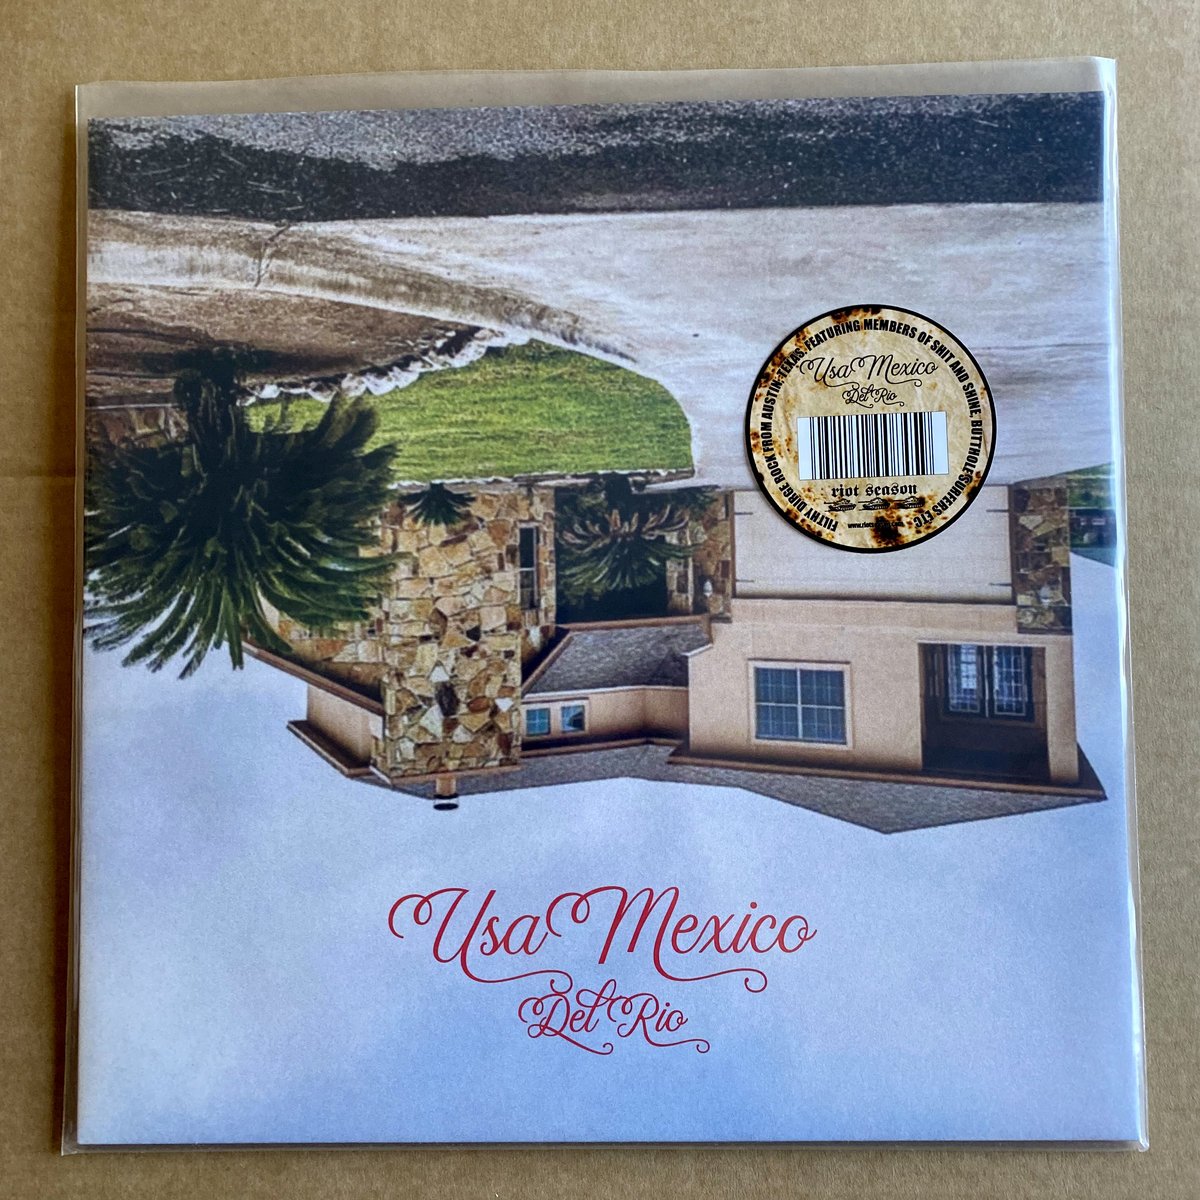 FILTHY DIRGE ROCK FROM AUSTIN, TEXAS. FEATURING MEMBERS OF SHIT AND SHINE, BUTTHOLE SURFERS ETC
Usa Mexico
Del Rio
riot season
Usa Mexico
Del Rio